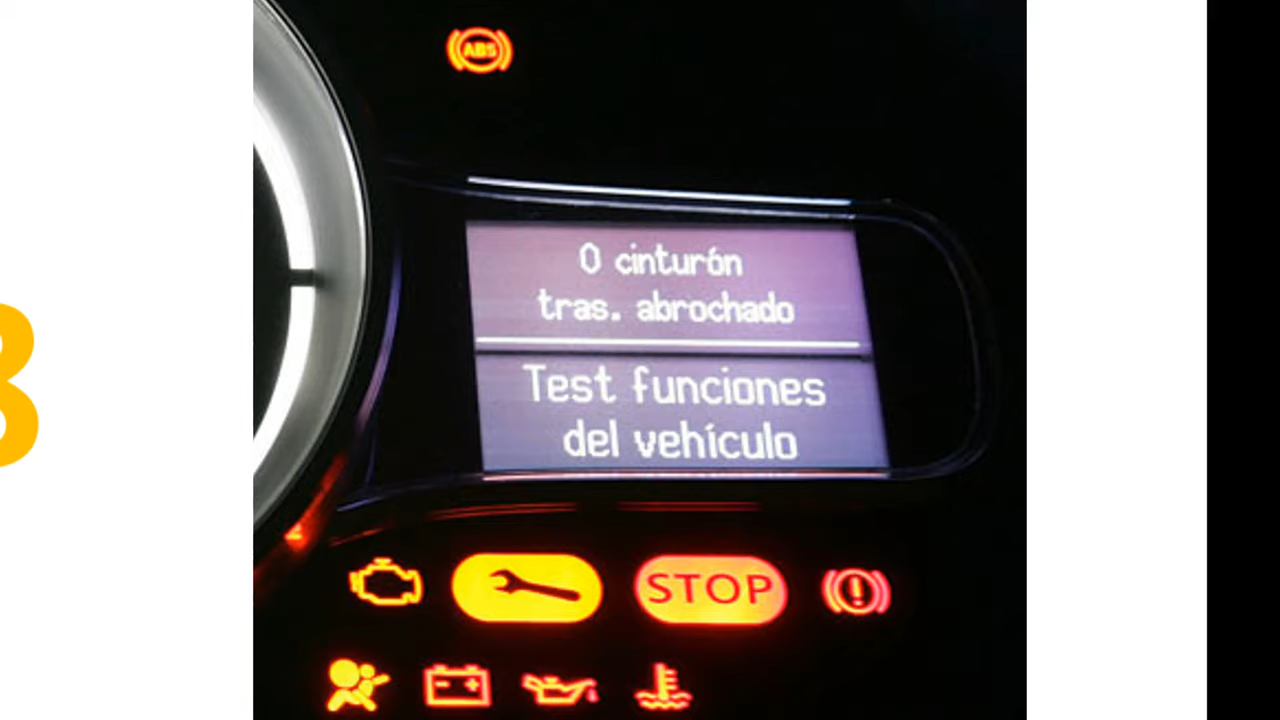 ABS
0 cinturón
tras. abrochado
Test funciones
del vehículo
STOP